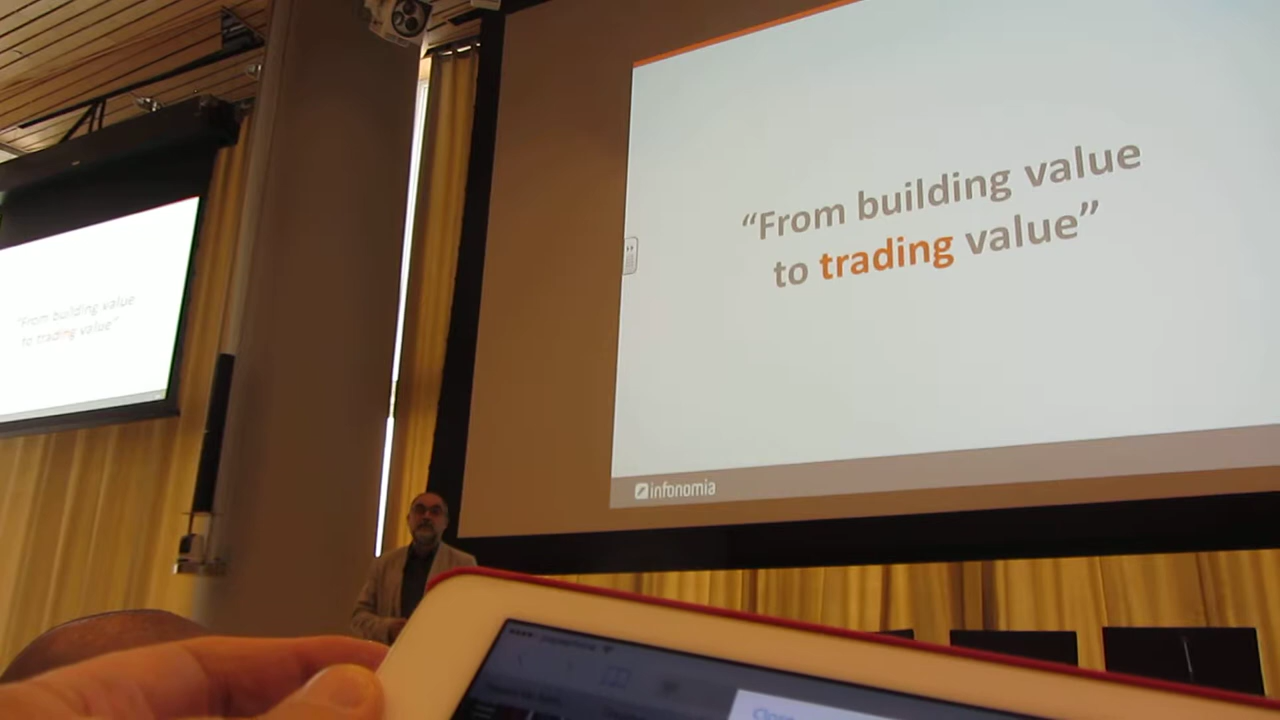 “From building value
to trading value”
infonomia
“From building value
to trading value”